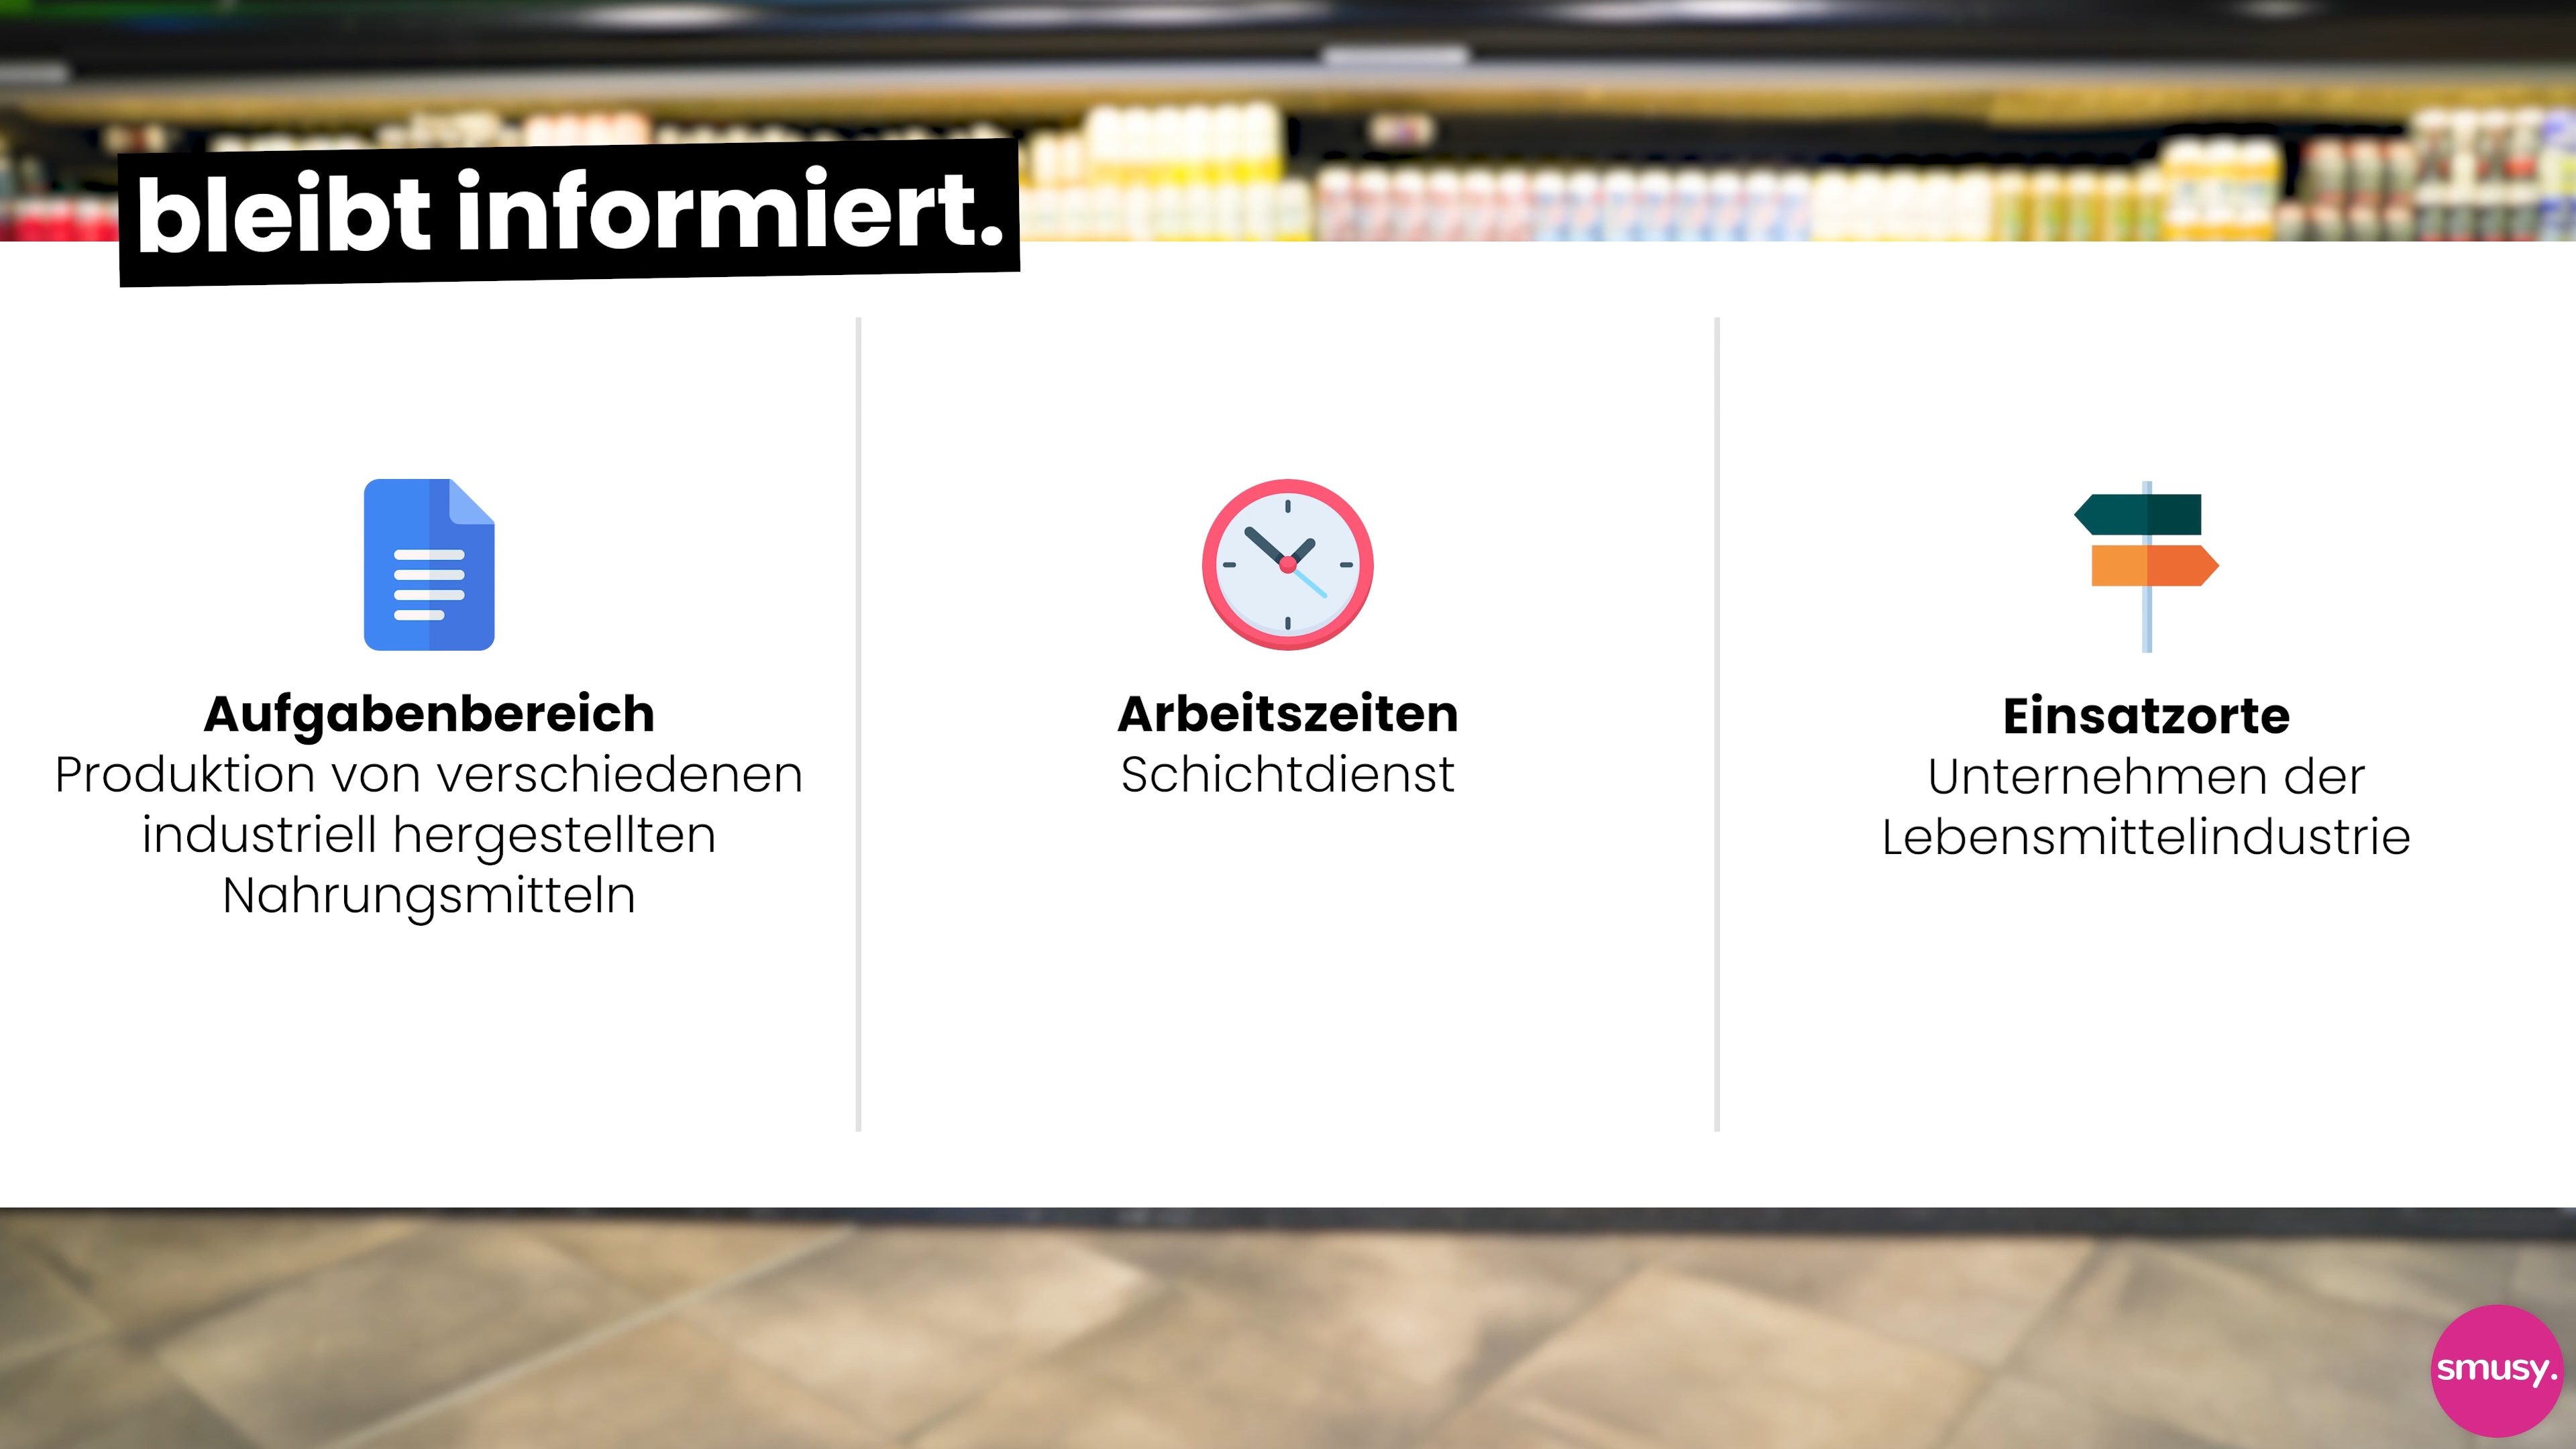 bleibt informiert.
Aufgabenbereich
Produktion von verschiedenen
industriell hergestellten
Nahrungsmitteln
Arbeitszeiten
Schichtdienst
Einsatzorte
Unternehmen der
Lebensmittelindustrie
smusy.